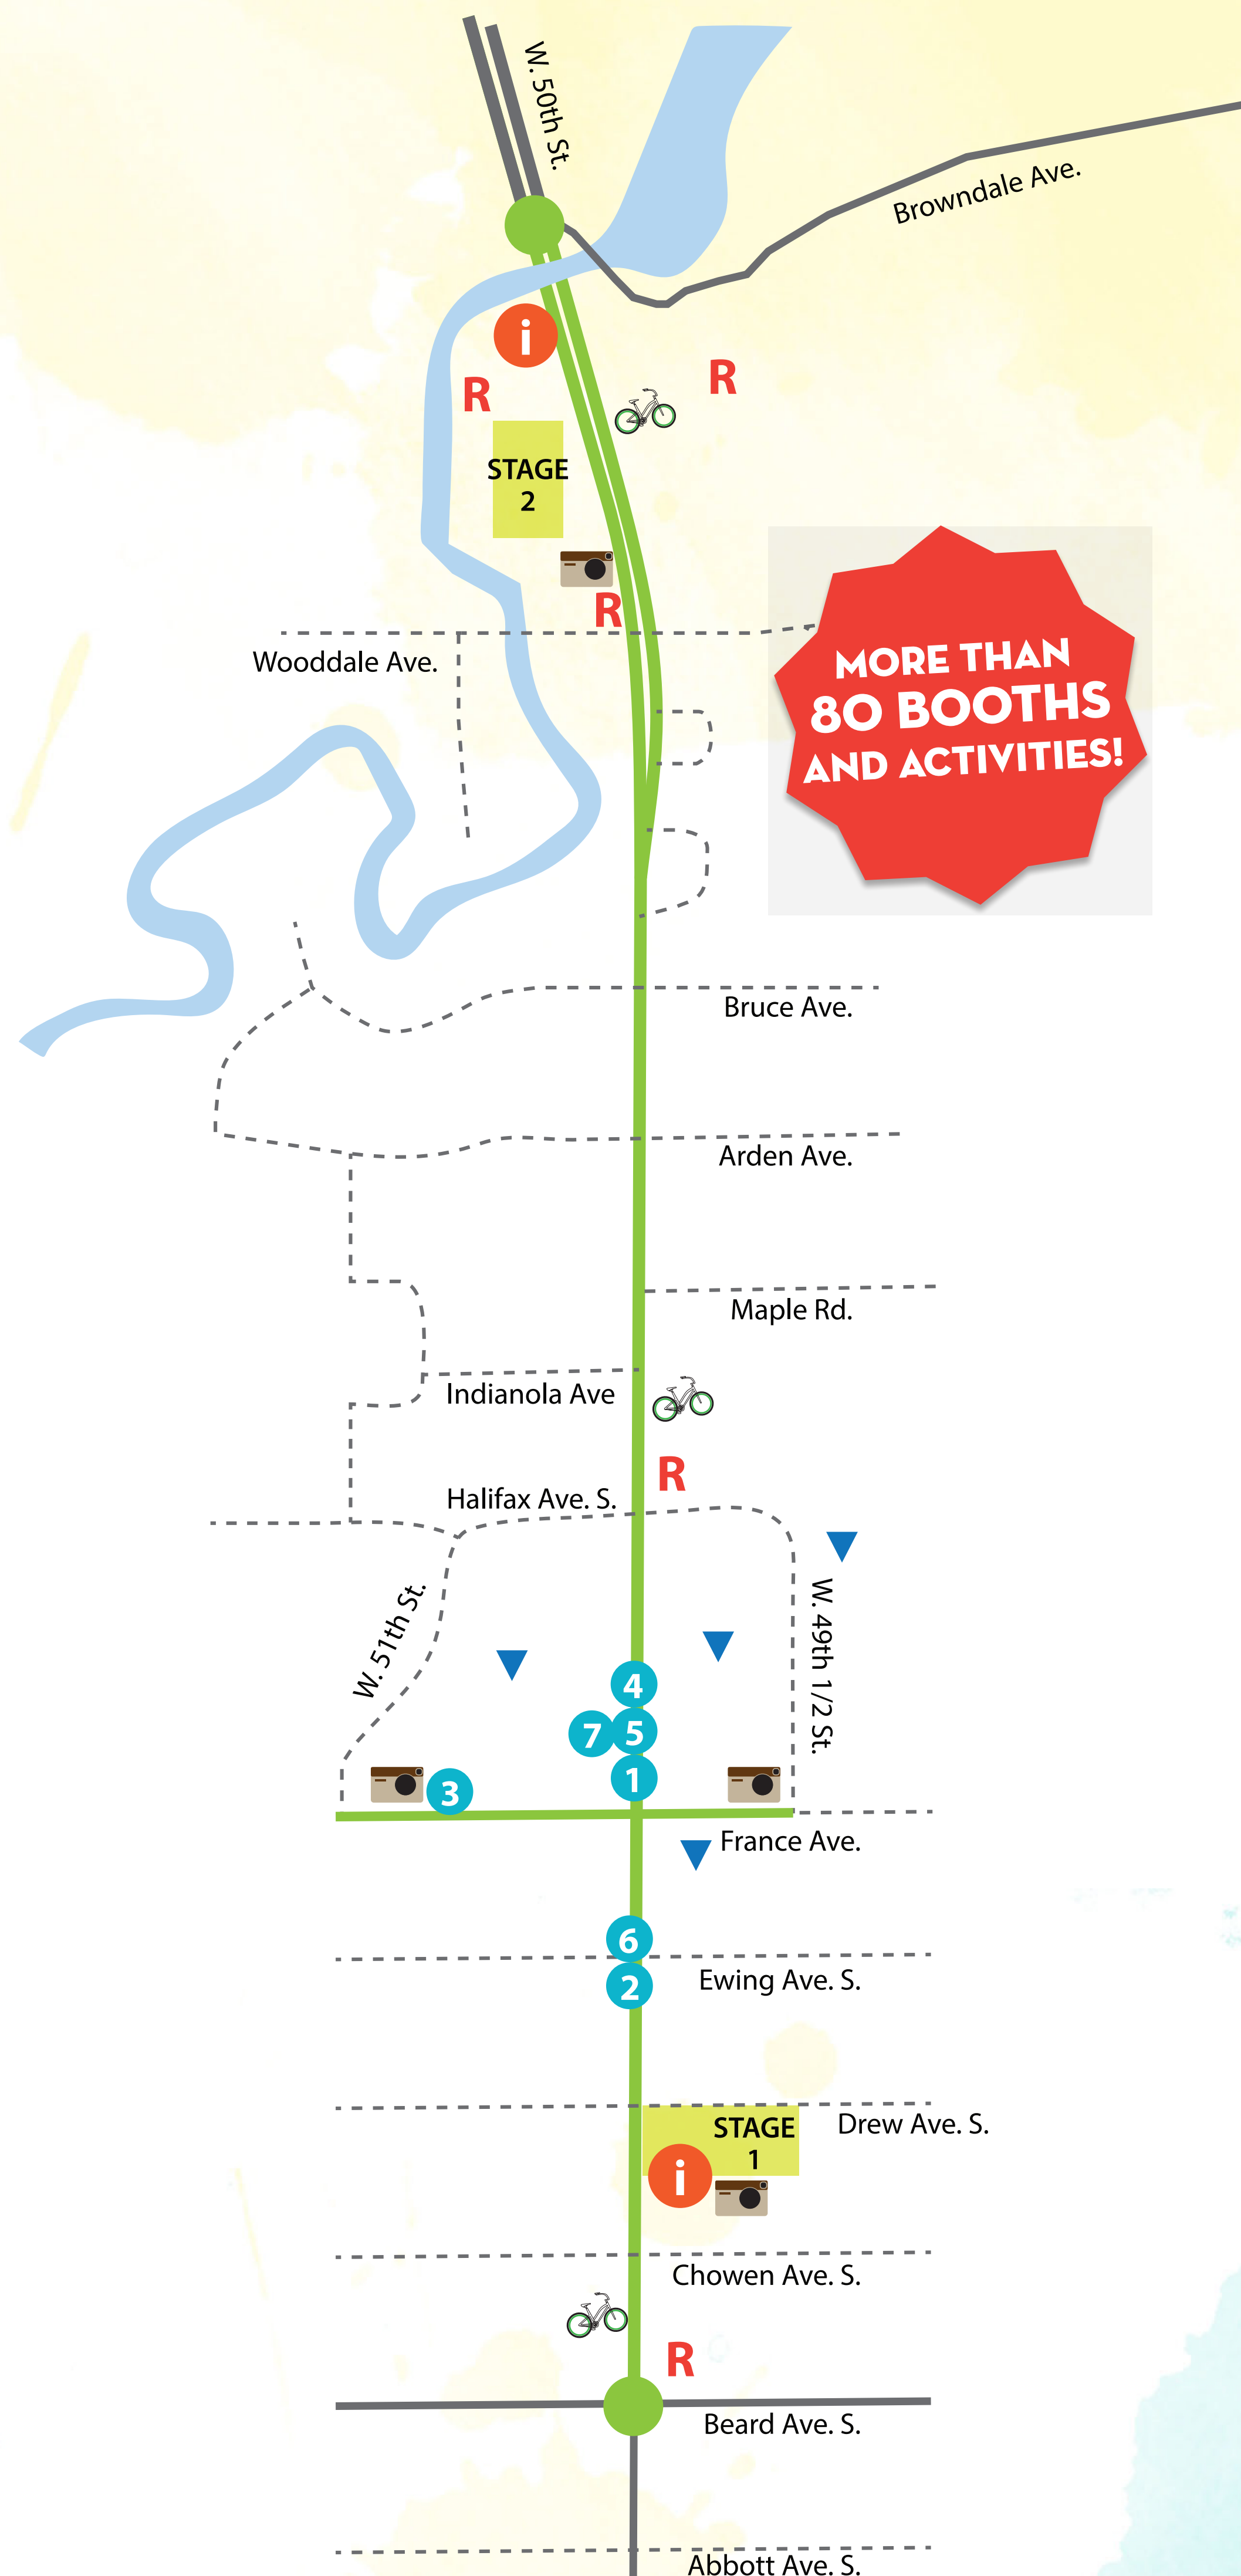 W. 50th St.
Browndale Ave.
i
R
R
STAGE
2
R
Wooddale Ave.
MORE THAN
80 BOOTHS
AND ACTIVITIES!
Bruce Ave.
Arden Ave.
Maple Rd.
Indianola Ave
R
Halifax Ave. S.
W. 51th St.
W. 49th 1/2 St.
4
7
5
1
3
France Ave.
6
Ewing Ave. S.
2
STAGE
1
Drew Ave. S.
i
Chowen Ave. S.
R
Beard Ave. S.
Abbott Ave. S.